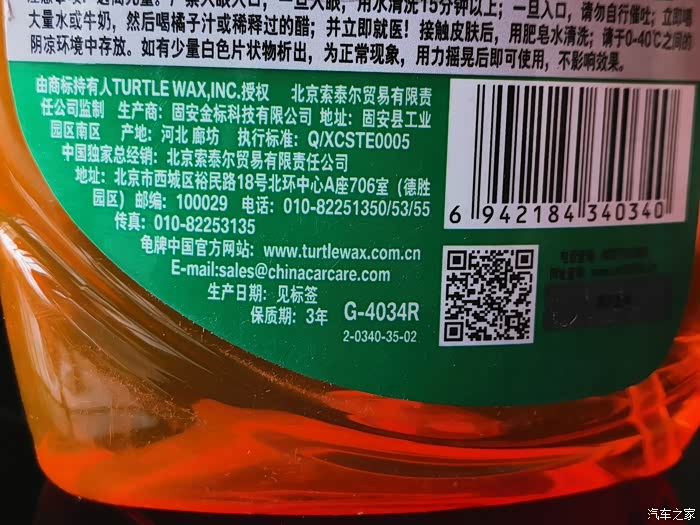 大量水或牛奶，然后喝橘子汁或稀释过的醋；并立即就医！接触皮肤后，用肥皂水清洗；请于0-40℃之间的
阴凉环境中存放。如有少量白色片状物析出，为正常现象，用力摇晃后即可使用，不影响效果。
由商标持有人TURTLE WAX,INC.授权 北京索泰尔贸易有限责
任公司监制 生产商：固安金标科技有限公司 地址：固安县工业
园区南区 产地：河北 廊坊 执行标准：Q/XCSTE0005
中国独家总经销：北京索泰尔贸易有限责任公司
地址：北京市西城区裕民路18号北环中心A座706室（德胜
园区）邮编：100029 电话：010-82251350/53/55
传真：010-82253135
龟牌中国官方网站：www.turtlewax.com.cn
E-mail:sales@chinacarcare.com
生产日期：见标签
保质期：3年
G-4034R
2-0340-35-02
6 942184 340340
汽车之家